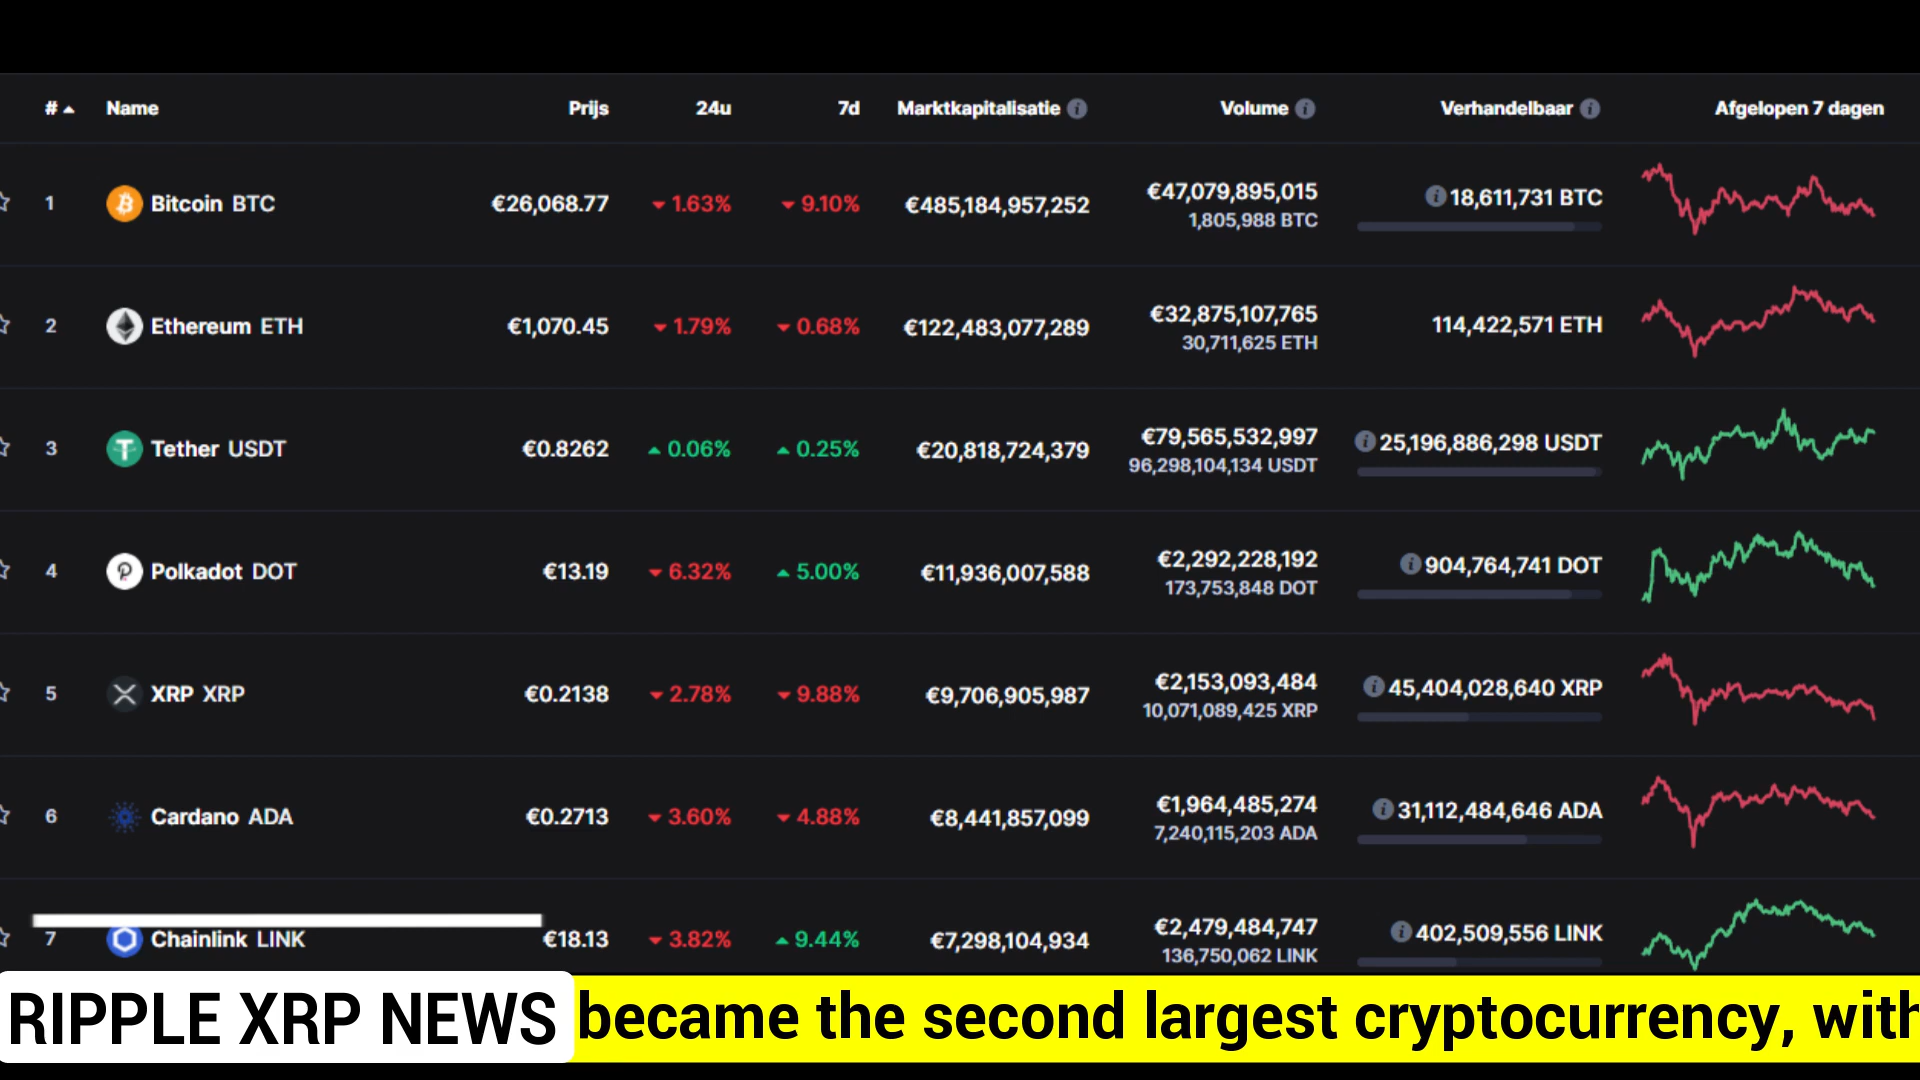 # Name Prijs 24u 7d Marktkapitalisatie Volume Verhandelbaar Afgelopen 7 dagen
1 Bitcoin BTC €26,068.77 1.63% 9.10% €485,184,957,252 €47,079,895,015 18,611,731 BTC
1,805,988 BTC
2 Ethereum ETH €1,070.45 1.79% 0.68% €122,483,077,289 €32,875,107,765 114,422,571 ETH
30,711,625 ETH
3 Tether USDT €0.8262 0.06% 0.25% €20,818,724,379 €79,565,532,997 25,196,886,298 USDT
96,298,104,134 USDT
4 Polkadot DOT €13.19 6.32% 5.00% €11,936,007,588 €2,292,228,192 904,764,741 DOT
173,753,848 DOT
5 XRP XRP €0.2138 2.78% 9.88% €9,706,905,987 €2,153,093,484 45,404,028,640 XRP
10,071,089,425 XRP
6 Cardano ADA €0.2713 3.60% 4.88% €8,441,857,099 €1,964,485,274 31,112,484,646 ADA
7,240,115,203 ADA
7 Chainlink LINK €18.13 3.82% 9.44% €7,298,104,934 €2,479,484,747 402,509,556 LINK
136,750,062 LINK
RIPPLE XRP NEWS became the second largest cryptocurrency, with